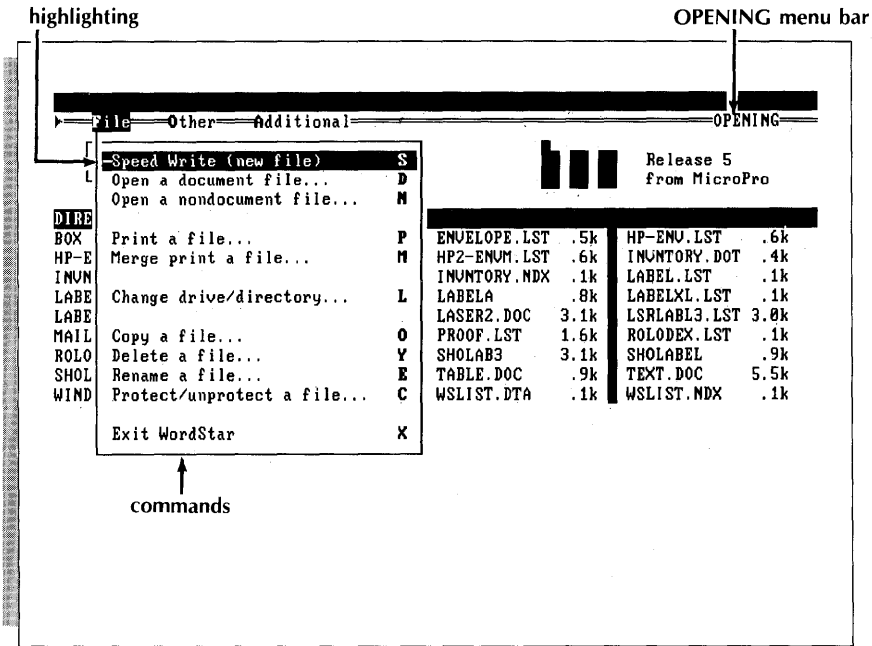 highlighting OPENING menu bar
File Other Additional OPENING
Speed Write (new file) S
Open a document file... D
Open a nondocument file... N
Release 5
from MicroPro
DIRE
BOX Print a file... P ENVELOPE.LST .5k HP-ENV.LST .6k
HP-E Merge print a file... M HP2-ENVM.LST .6k INVNTORY.DOT .4k
INVN INVNTORY.NDX .1k LABEL.LST .1k
LABE Change drive/directory... L LABELA .8k LABELXL.LST .1k
LABE LASER2.DOC 3.1k LSRLABL3.LST 3.0k
MAIL Copy a file... O PROOF.LST 1.6k ROLODEX.LST .1k
ROLO Delete a file... Y SHOLAB3 3.1k SHOLABEL .9k
SHOL Rename a file... E TABLE.DOC .9k TEXT.DOC 5.5k
WIND Protect/unprotect a file... C WSLIST.DTA .1k WSLIST.NDX .1k
Exit WordStar X
commands